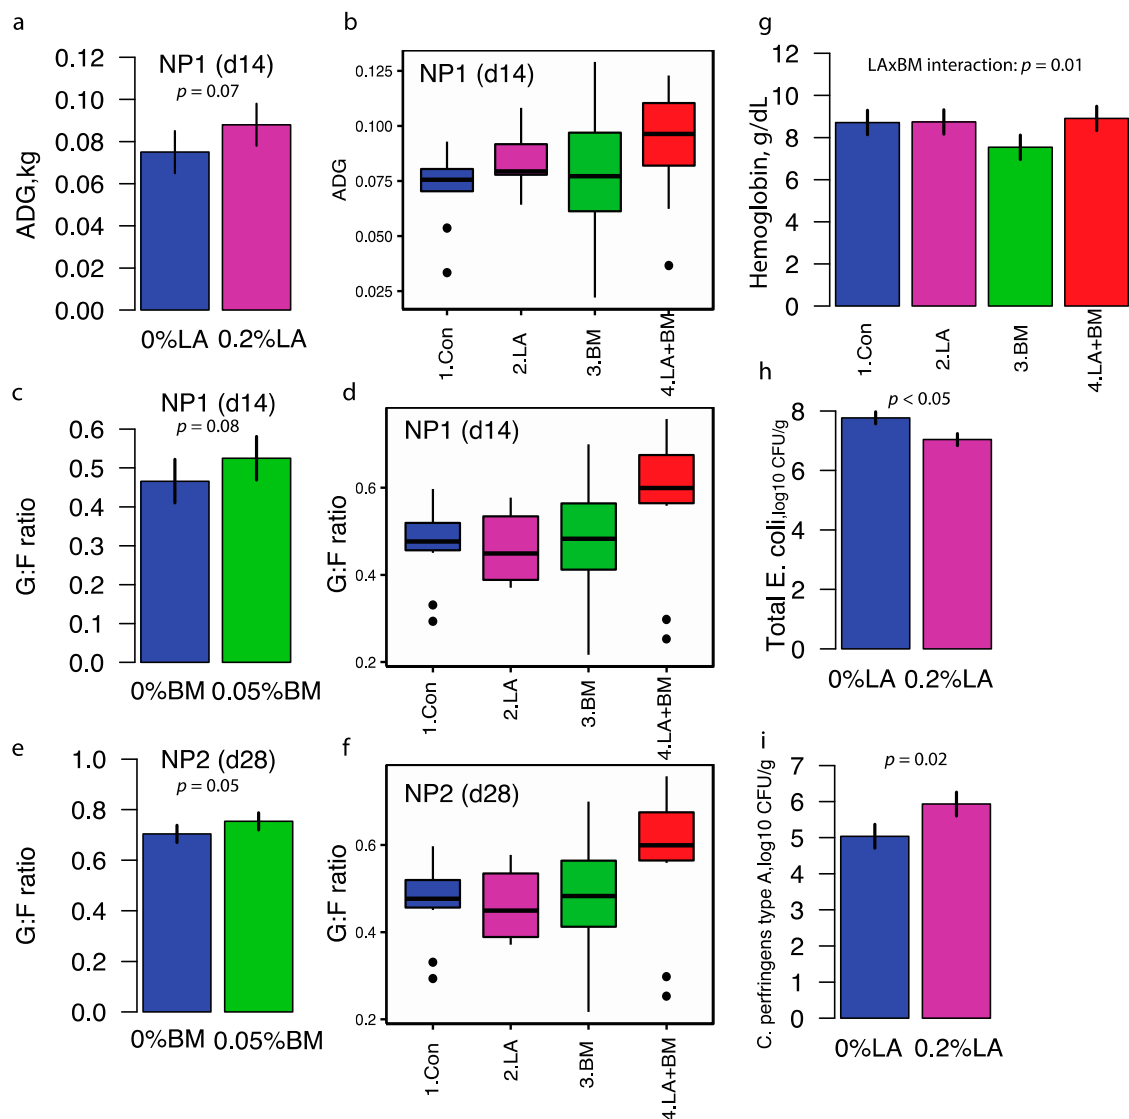 a
NP1 (d14)
p = 0.07
ADG,kg
0.12
0.10
0.08
0.06
0.04
0.02
0.00
0%LA
0.2%LA
b
NP1 (d14)
ADG
0.125
0.100
0.075
0.050
0.025
1.Con
2.LA
3.BM
4.LA+BM
g
LAxBM interaction: p = 0.01
Hemoglobin, g/dL
12
10
8
6
4
2
0
1.Con
2.LA
3.BM
4.LA+BM
c
NP1 (d14)
p = 0.08
G:F ratio
0.6
0.5
0.4
0.3
0.2
0.1
0.0
0%BM
0.05%BM
d
NP1 (d14)
G:F ratio
0.6
0.4
0.2
1.Con
2.LA
3.BM
4.LA+BM
h
p < 0.05
Total E. coli,log10 CFU/g
8
6
4
2
0
0%LA
0.2%LA
e
NP2 (d28)
p = 0.05
G:F ratio
1.0
0.8
0.6
0.4
0.2
0.0
0%BM
0.05%BM
f
NP2 (d28)
G:F ratio
0.6
0.4
0.2
1.Con
2.LA
3.BM
4.LA+BM
i
p = 0.02
C. perfringens type A,log10 CFU/g
7
6
5
4
3
2
1
0
0%LA
0.2%LA